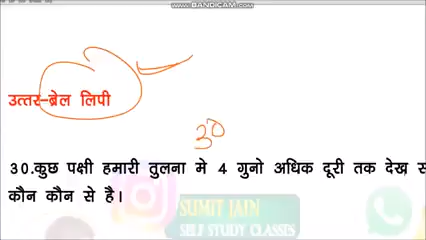 WWW.BANDICAM.COM
उत्तर-ब्रेल लिपी
30
30.कुछ पक्षी हमारी तुलना मे 4 गुनो अधिक दूरी तक देख
कौन कौन से है।
SUMIT JAIN
SELF STUDY CLASSES